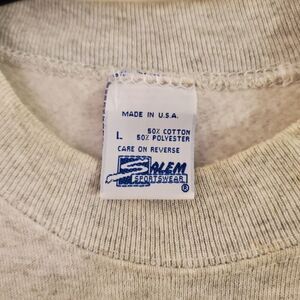 MADE IN U.S.A.
L 50% COTTON
50% POLYESTER
CARE ON REVERSE
SALEM
SPORTSWEAR®